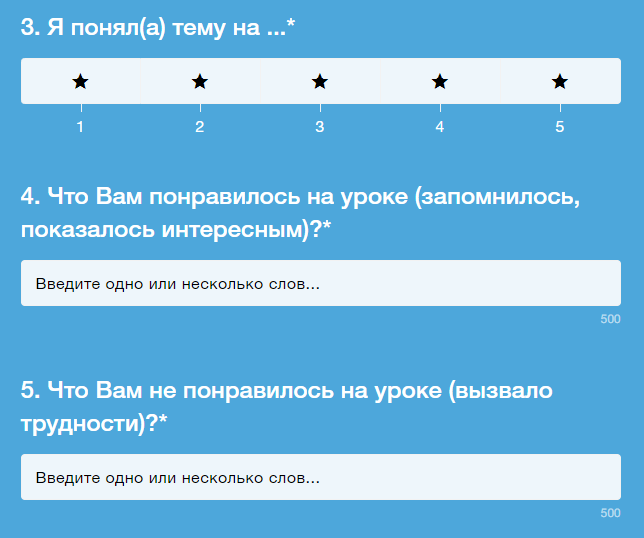 3. Я понял(а) тему на ...*
1 2 3 4 5
4. Что Вам понравилось на уроке (запомнилось,
показалось интересным)?*
Введите одно или несколько слов...
500
5. Что Вам не понравилось на уроке (вызвало
трудности)?*
Введите одно или несколько слов...
500